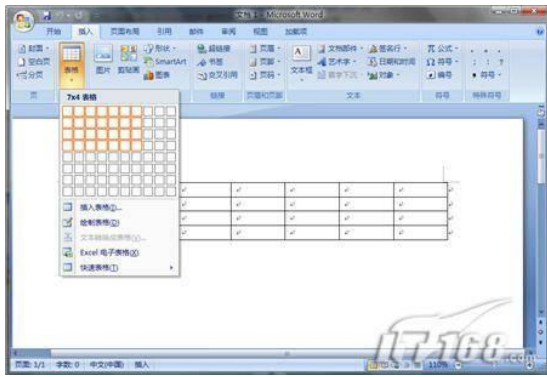 文档 1 - Microsoft Word
开始 插入 页面布局 引用 邮件 审阅 视图 加载项
封面
空白页
分页
表格
图片 剪贴画
形状
SmartArt
图表
超链接
书签
交叉引用
页眉
页脚
页码
文本框
文档部件
艺术字
首字下沉
签名行
日期和时间
对象
公式
符号
编号
符号
页 链接 页眉和页脚 文本 符号 特殊符号
7x4 表格
插入表格(I)...
绘制表格(D)
文本转换成表格(V)...
Excel 电子表格(X)
快速表格(T)
IT168.com
页面: 1/1 字数: 0 中文(中国) 插入 110%